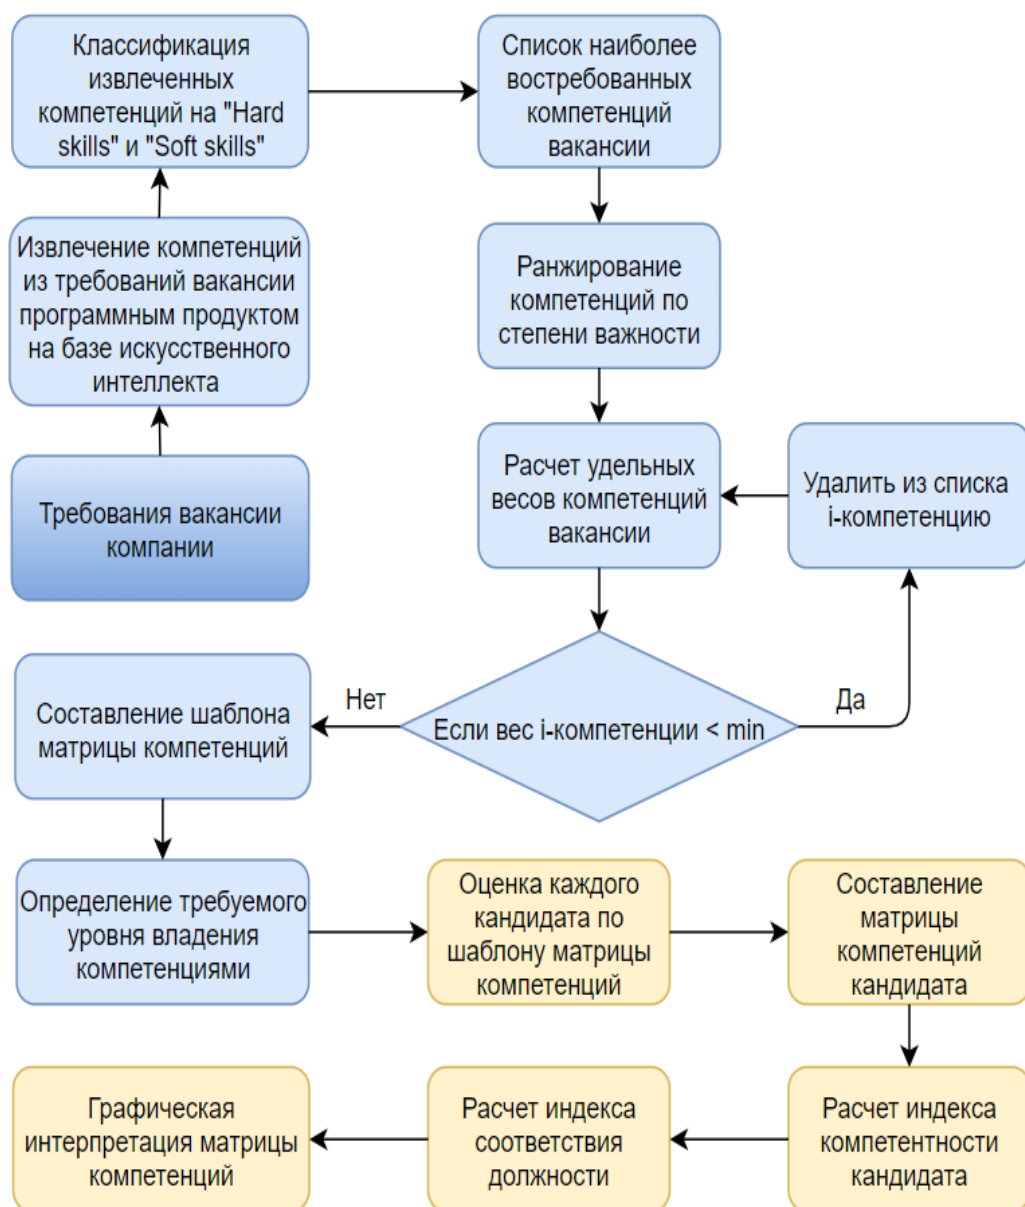 Классификация
извлеченных
компетенций на "Hard
skills" и "Soft skills"
Список наиболее
востребованных
компетенций
вакансии
Извлечение компетенций
из требований вакансии
программным продуктом
на базе искусственного
интеллекта
Ранжирование
компетенций по
степени важности
Требования вакансии
компании
Расчет удельных
весов компетенций
вакансии
Удалить из списка
i-компетенцию
Составление шаблона
матрицы компетенций
Нет
Если вес i-компетенции < min
Да
Определение требуемого
уровня владения
компетенциями
Оценка каждого
кандидата по
шаблону матрицы
компетенций
Составление
матрицы
компетенций
кандидата
Графическая
интерпретация матрицы
компетенций
Расчет индекса
соответствия
должности
Расчет индекса
компетентности
кандидата